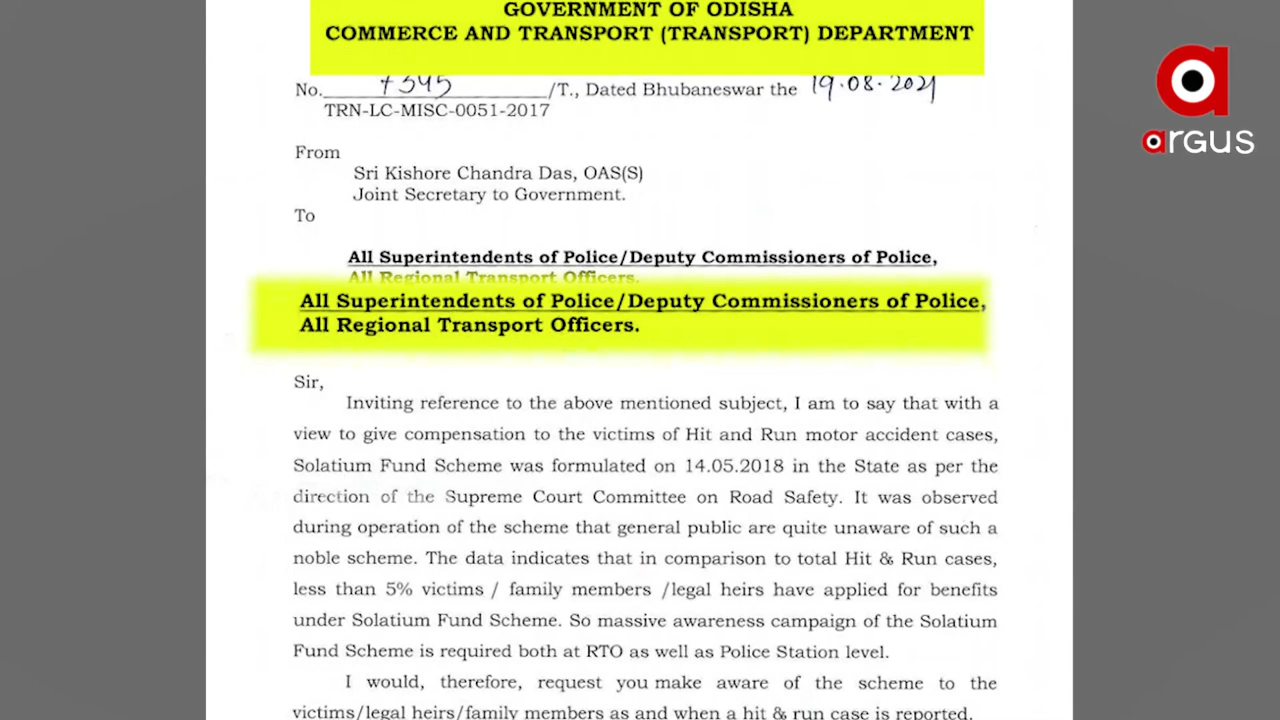 GOVERNMENT OF ODISHA
COMMERCE AND TRANSPORT (TRANSPORT) DEPARTMENT
argus
No. 7345 /T., Dated Bhubaneswar the 19.08.2021
TRN-LC-MISC-0051-2017
From
Sri Kishore Chandra Das, OAS(S)
Joint Secretary to Government.
To
All Superintendents of Police/Deputy Commissioners of Police,
All Regional Transport Officers.
All Superintendents of Police/Deputy Commissioners of Police,
All Regional Transport Officers.
Sir,
Inviting reference to the above mentioned subject, I am to say that with a
view to give compensation to the victims of Hit and Run motor accident cases,
Solatium Fund Scheme was formulated on 14.05.2018 in the State as per the
direction of the Supreme Court Committee on Road Safety. It was observed
during operation of the scheme that general public are quite unaware of such a
noble scheme. The data indicates that in comparison to total Hit & Run cases,
less than 5% victims / family members /legal heirs have applied for benefits
under Solatium Fund Scheme. So massive awareness campaign of the Solatium
Fund Scheme is required both at RTO as well as Police Station level.
I would, therefore, request you make aware of the scheme to the
victims/legal heirs/family members as and when a hit & run case is reported.